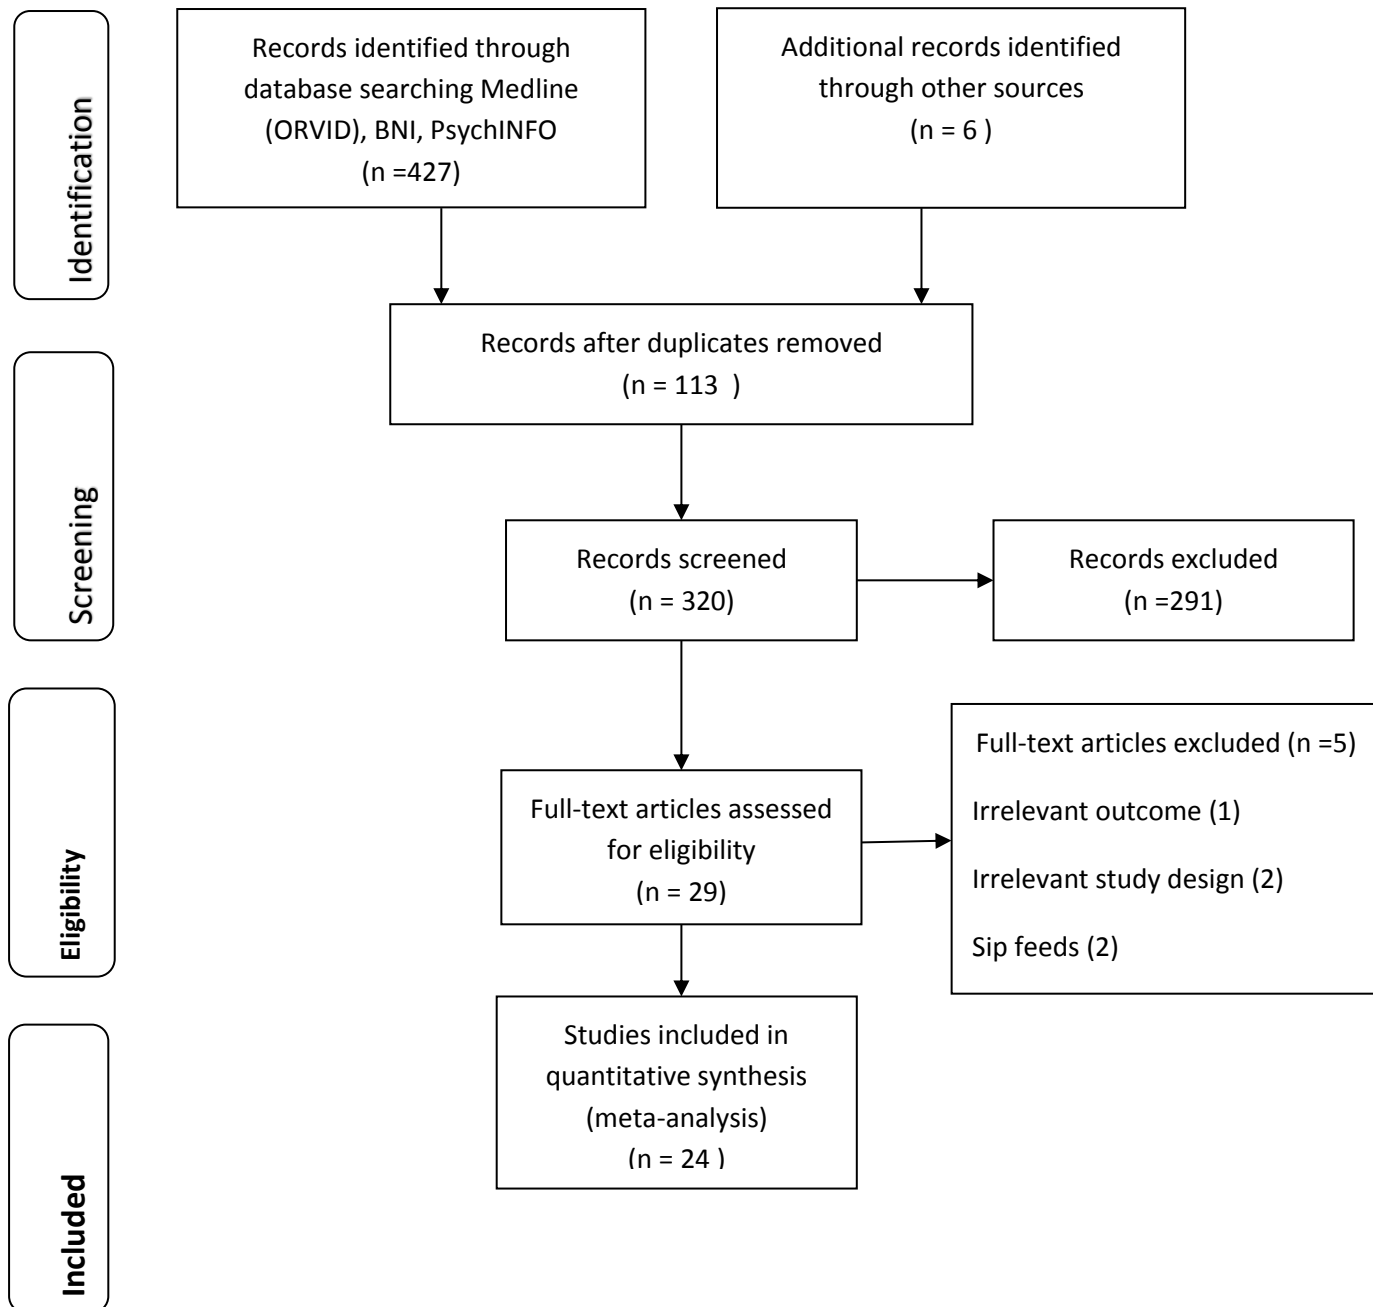 Identification
Records identified through
database searching Medline
(ORVID), BNI, PsychINFO
(n =427)
Additional records identified
through other sources
(n = 6 )
Records after duplicates removed
(n = 113  )
Screening
Records screened
(n = 320)
Records excluded
(n =291)
Eligibility
Full-text articles assessed
for eligibility
(n = 29)
Full-text articles excluded (n =5)
Irrelevant outcome (1)
Irrelevant study design (2)
Sip feeds (2)
Included
Studies included in
quantitative synthesis
(meta-analysis)
(n = 24 )